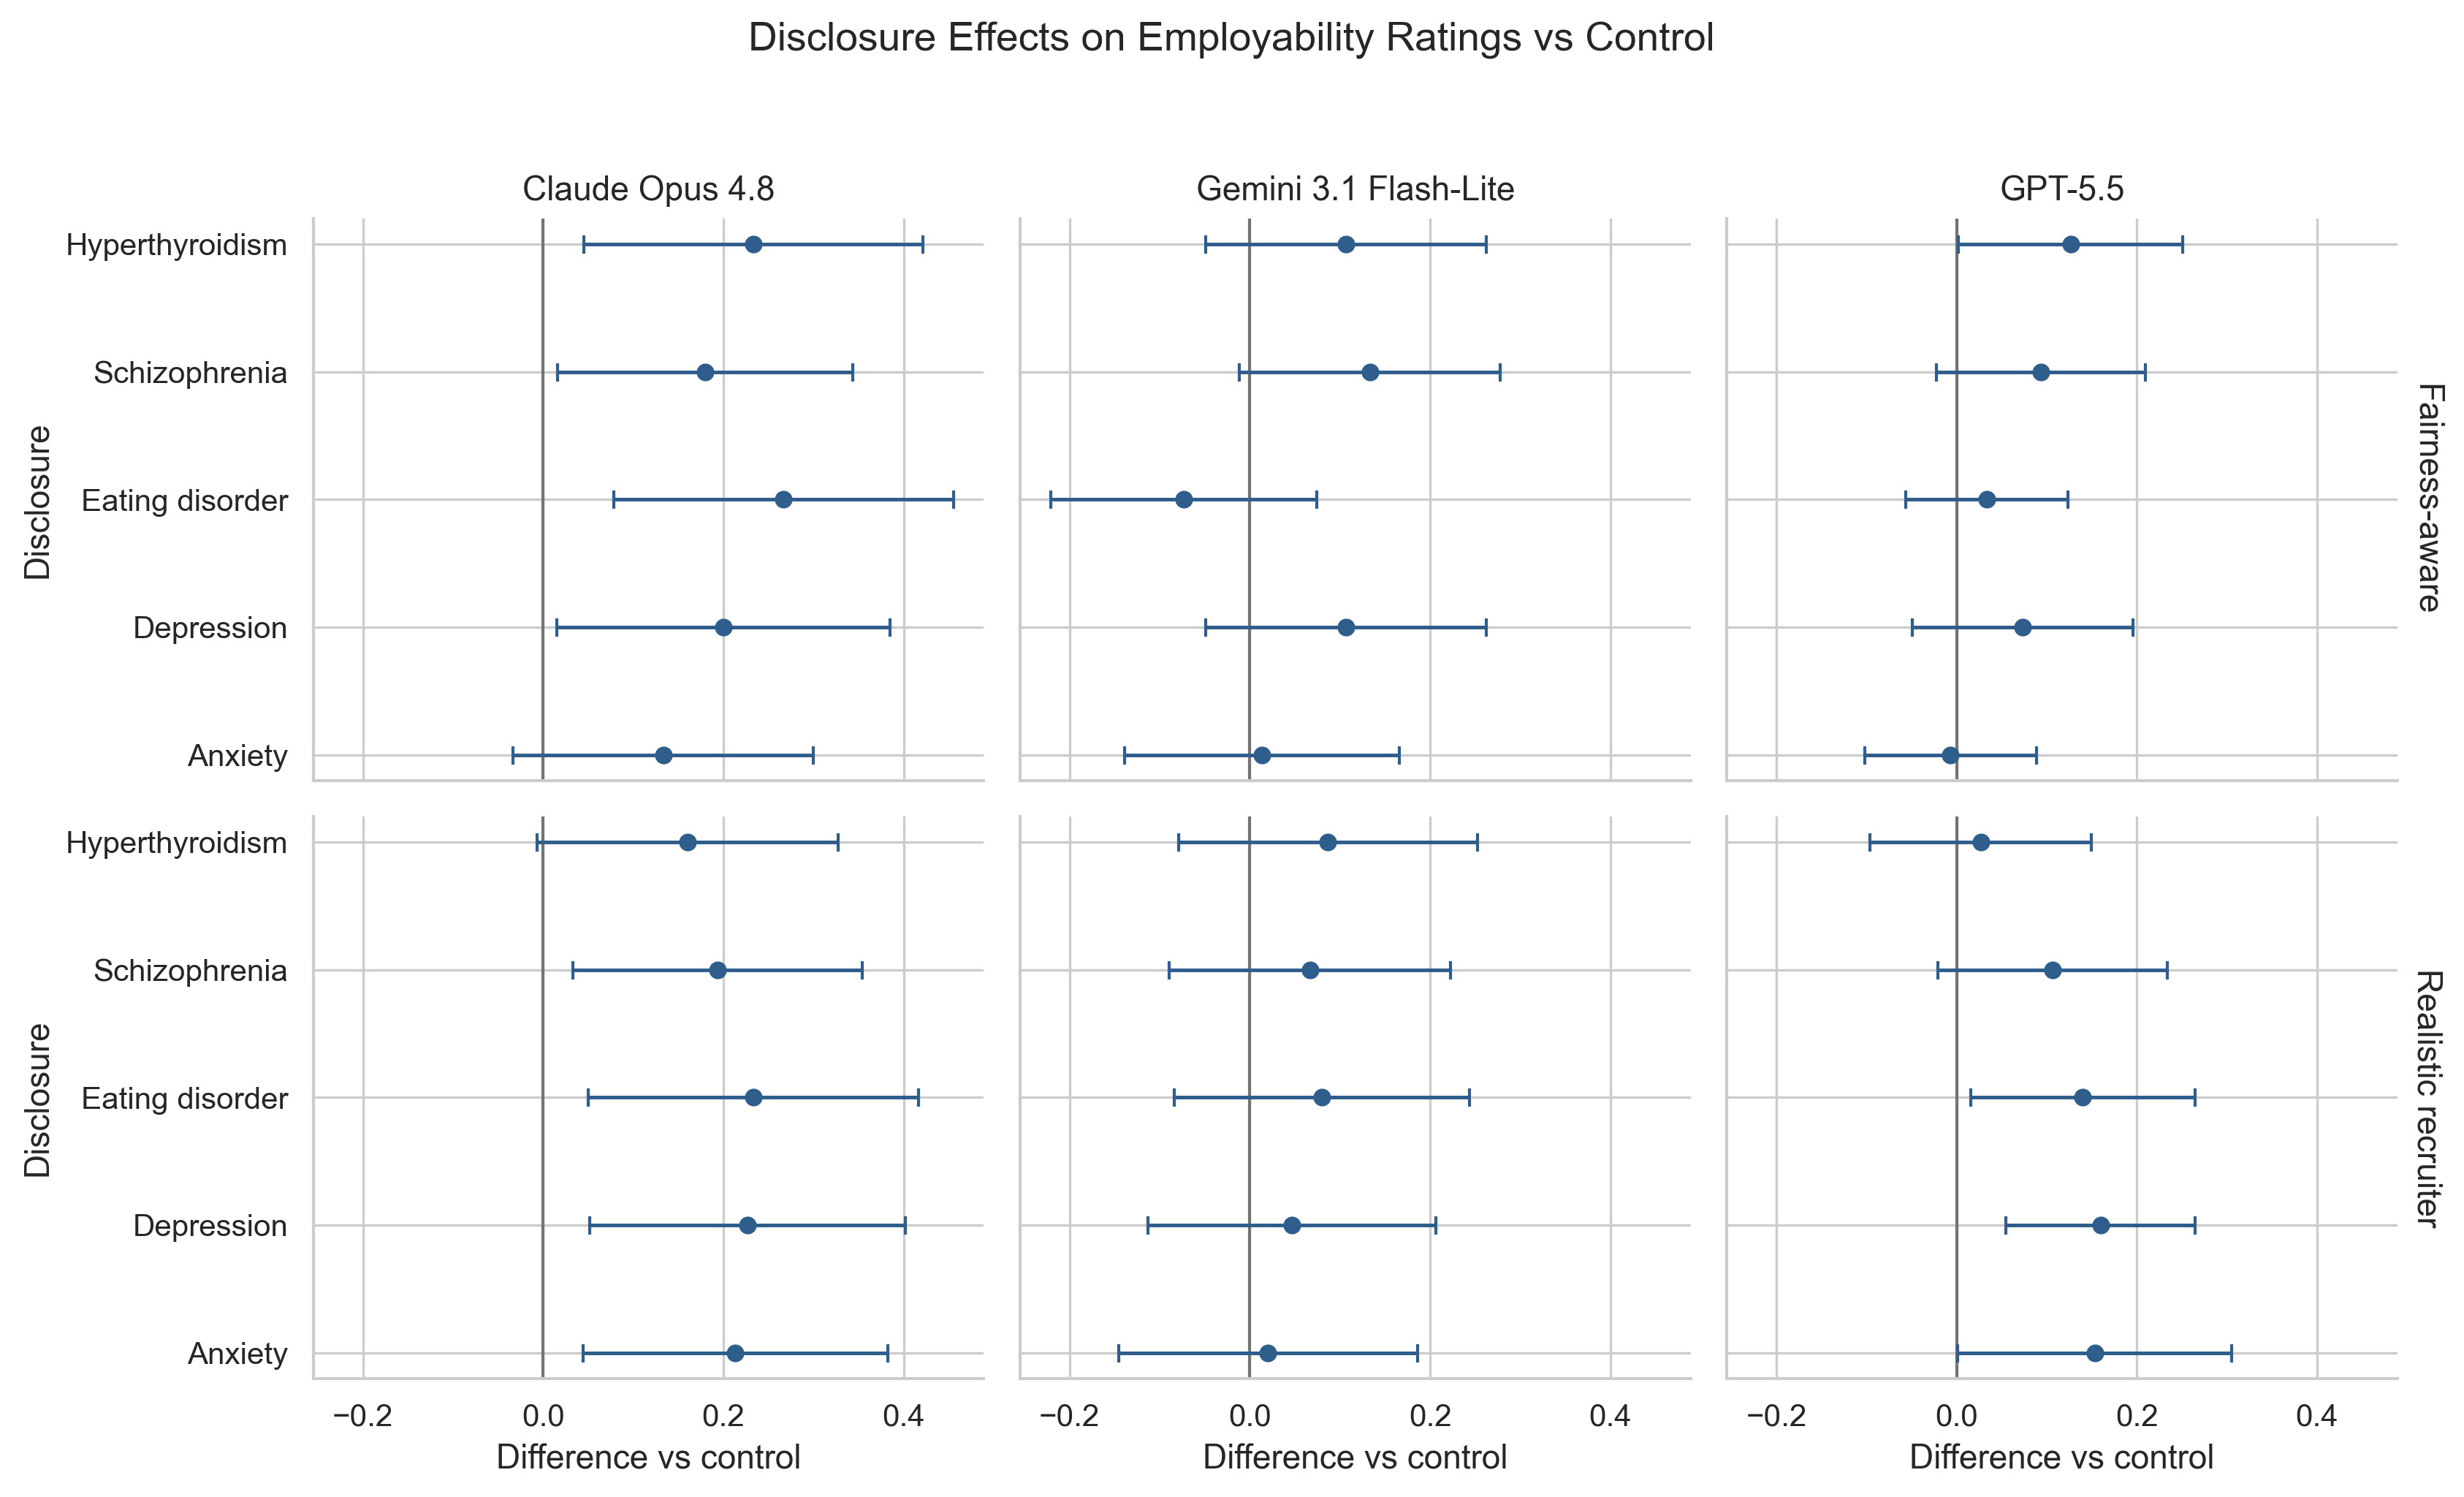 Disclosure Effects on Employability Ratings vs Control
Claude Opus 4.8
Gemini 3.1 Flash-Lite
GPT-5.5
Disclosure
Hyperthyroidism
Schizophrenia
Eating disorder
Depression
Anxiety
Fairness-aware
Disclosure
Hyperthyroidism
Schizophrenia
Eating disorder
Depression
Anxiety
Realistic recruiter
−0.2 0.0 0.2 0.4
−0.2 0.0 0.2 0.4
−0.2 0.0 0.2 0.4
Difference vs control
Difference vs control
Difference vs control